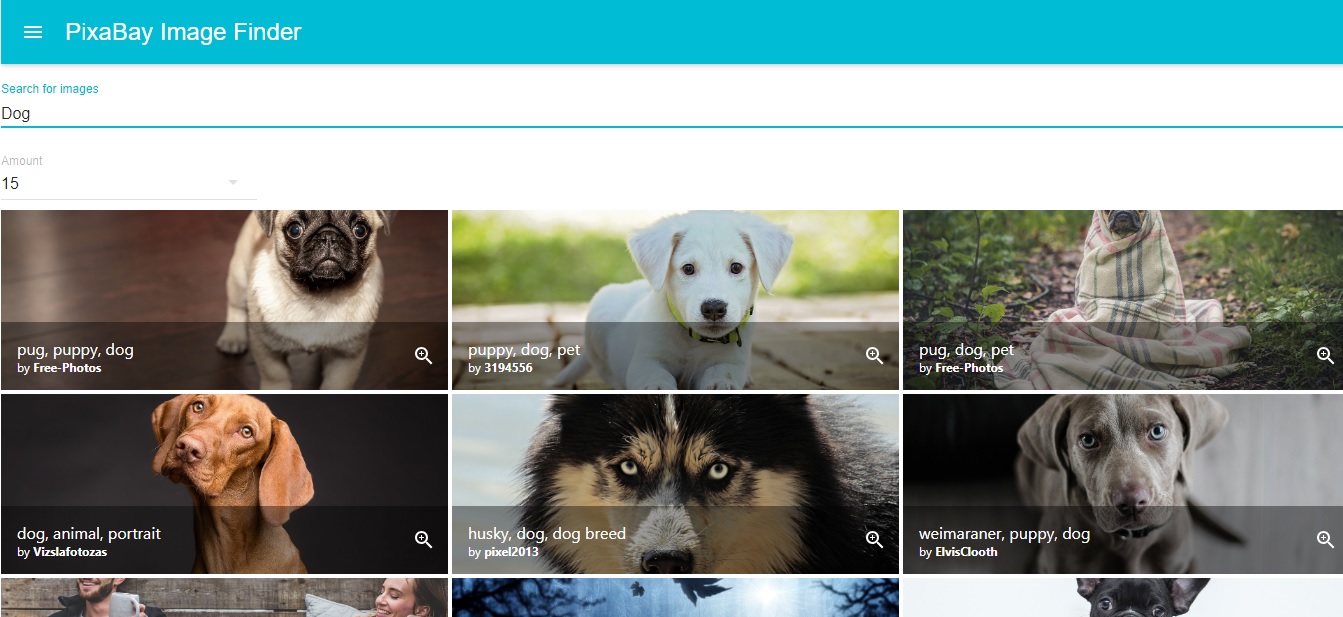 PixaBay Image Finder
Search for images
Dog
Amount
15
pug, puppy, dog
by Free-Photos
puppy, dog, pet
by 3194556
pug, dog, pet
by Free-Photos
dog, animal, portrait
by Vizslafotozas
husky, dog, dog breed
by pixel2013
weimaraner, puppy, dog
by ElvisClooth